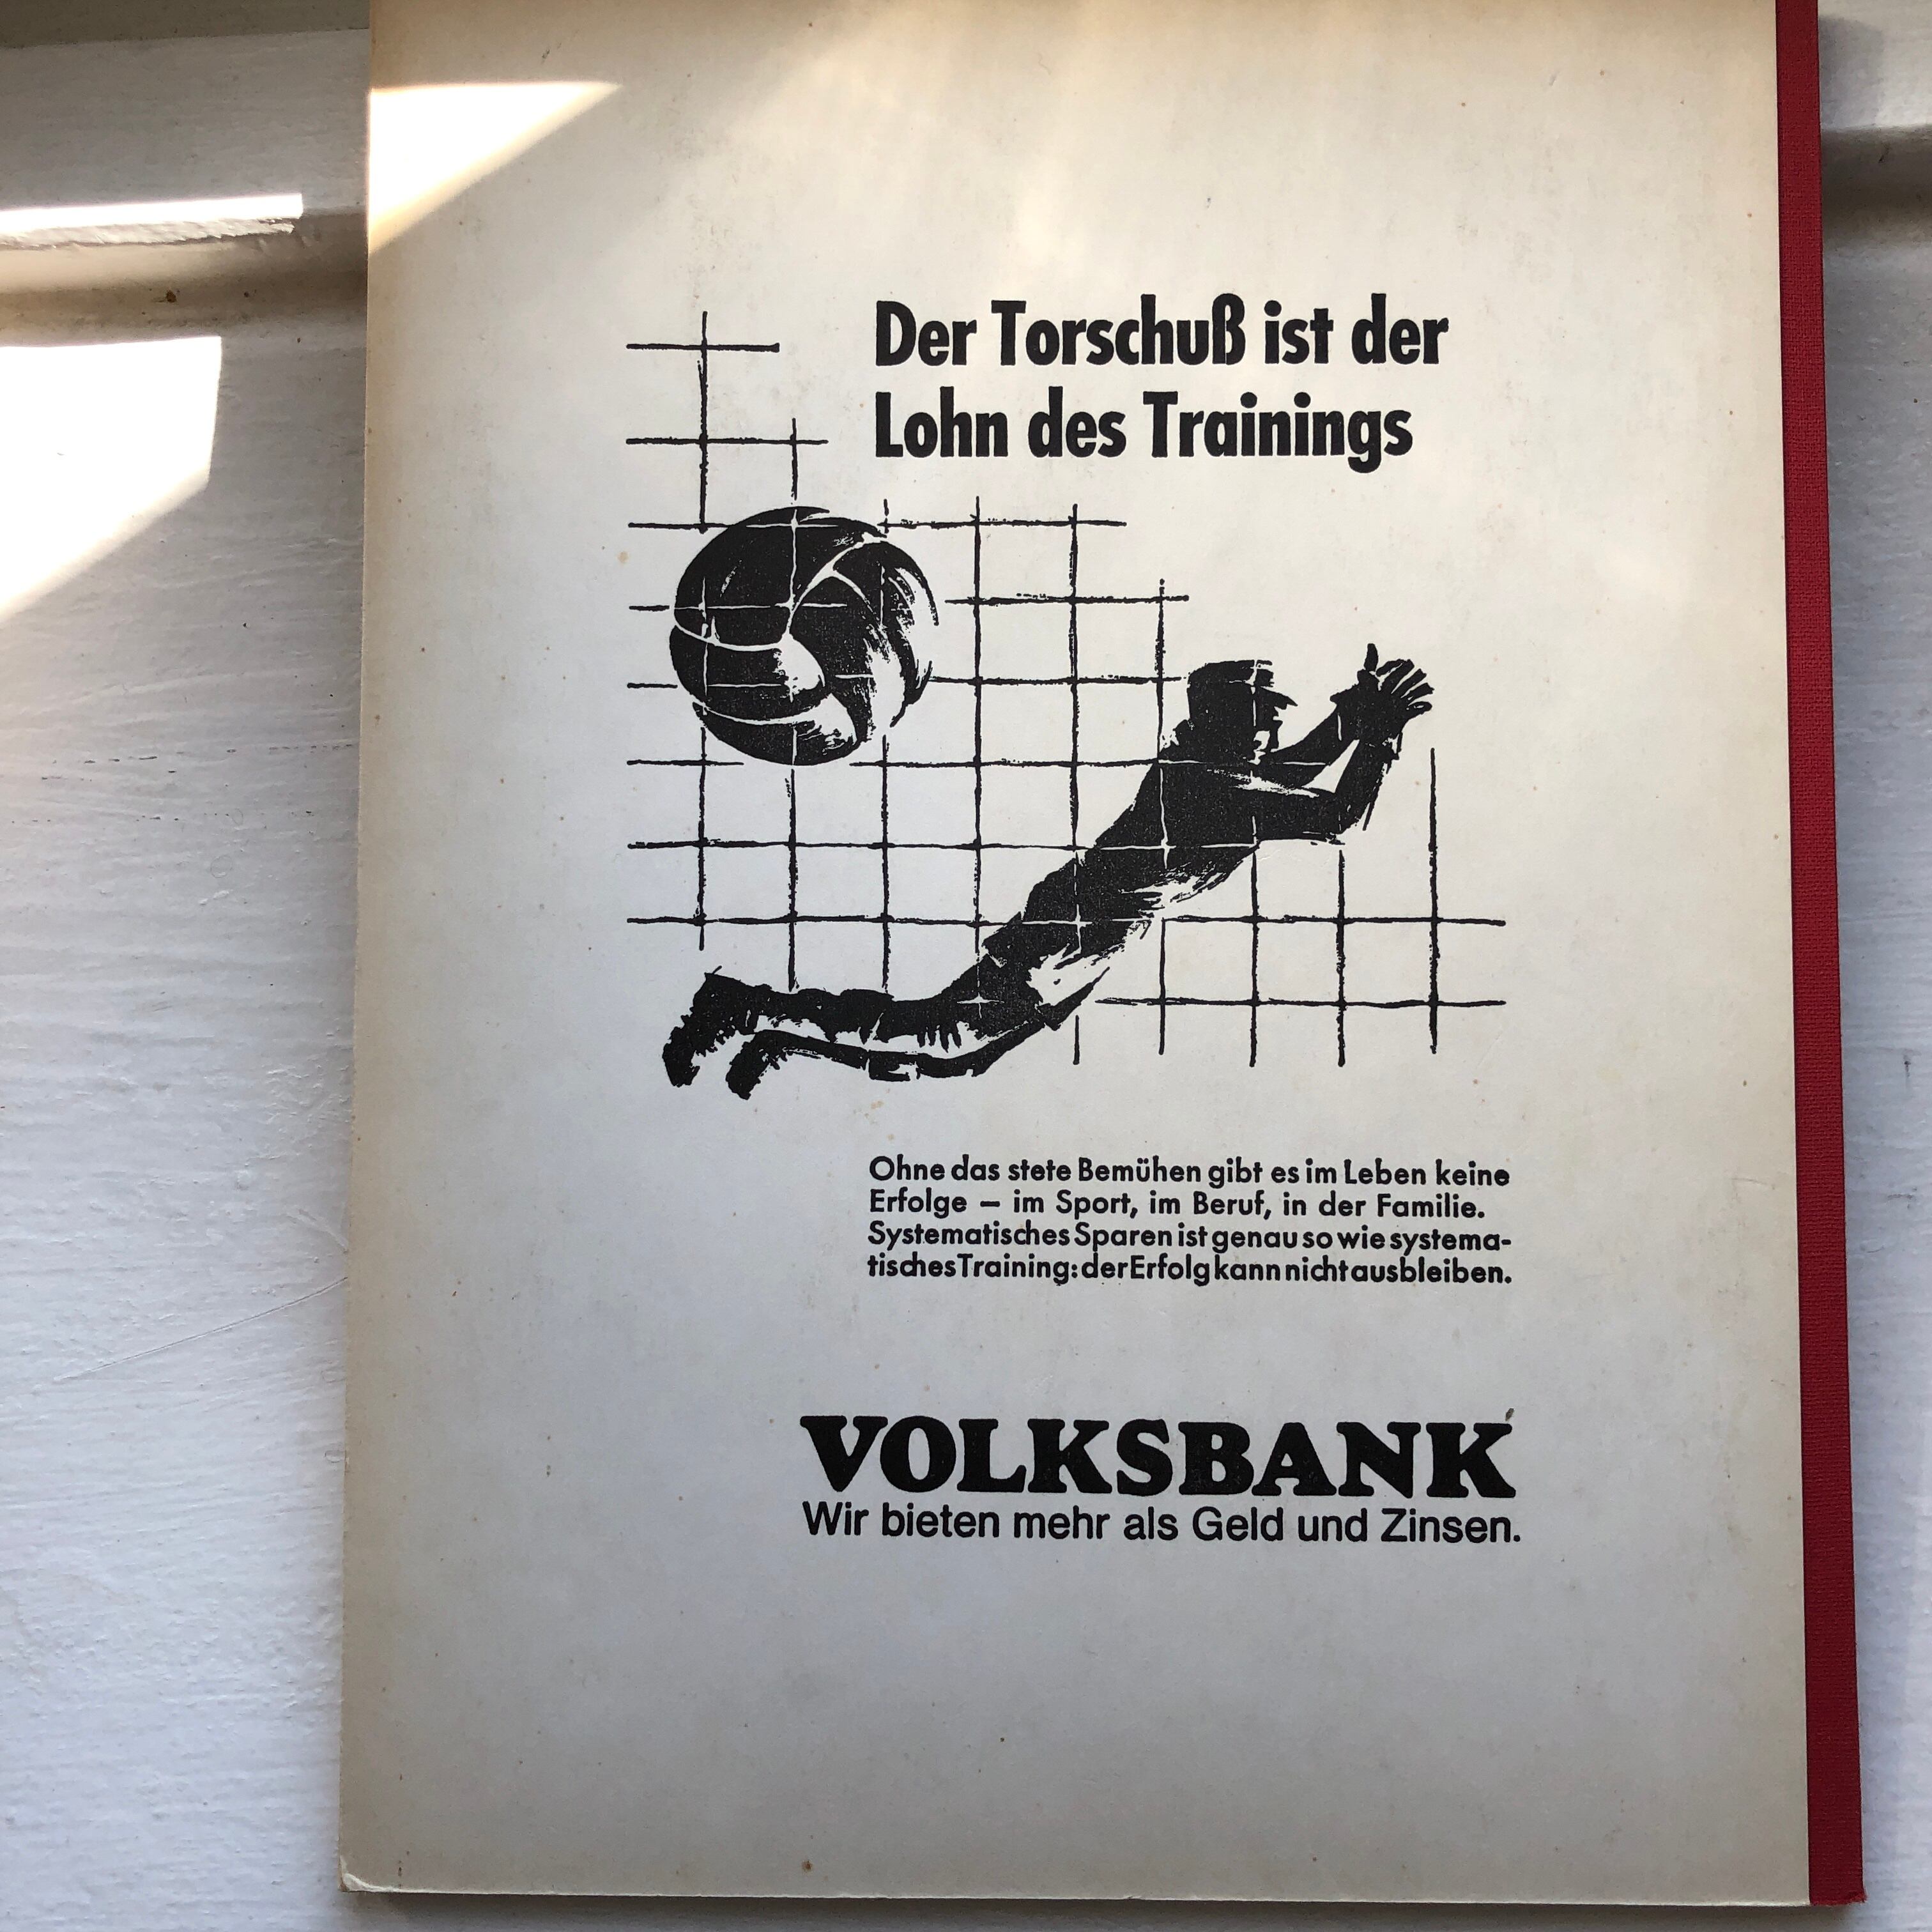 Der Torschuß ist der
Lohn des Trainings
Ohne das stete Bemühen gibt es im Leben keine
Erfolge – im Sport, im Beruf, in der Familie.
Systematisches Sparen ist genau so wie systema-
tisches Training: der Erfolg kann nicht ausbleiben.
VOLKSBANK
Wir bieten mehr als Geld und Zinsen.